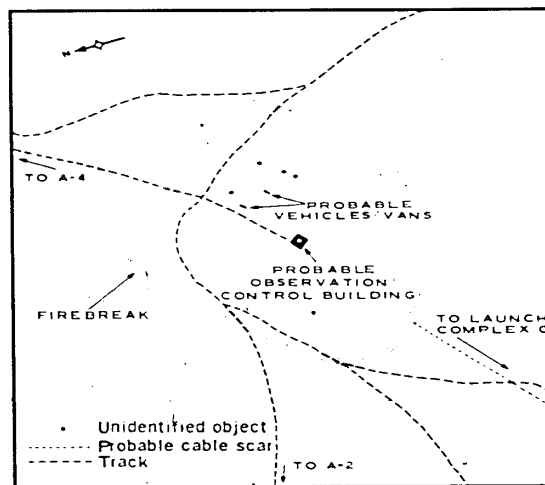 N
TO A-4
PROBABLE
VEHICLES/VANS
PROBABLE
OBSERVATION/
CONTROL BUILDING
FIREBREAK
TO LAUNCH
COMPLEX C
Unidentified object
Probable cable scar
Track
TO A-2